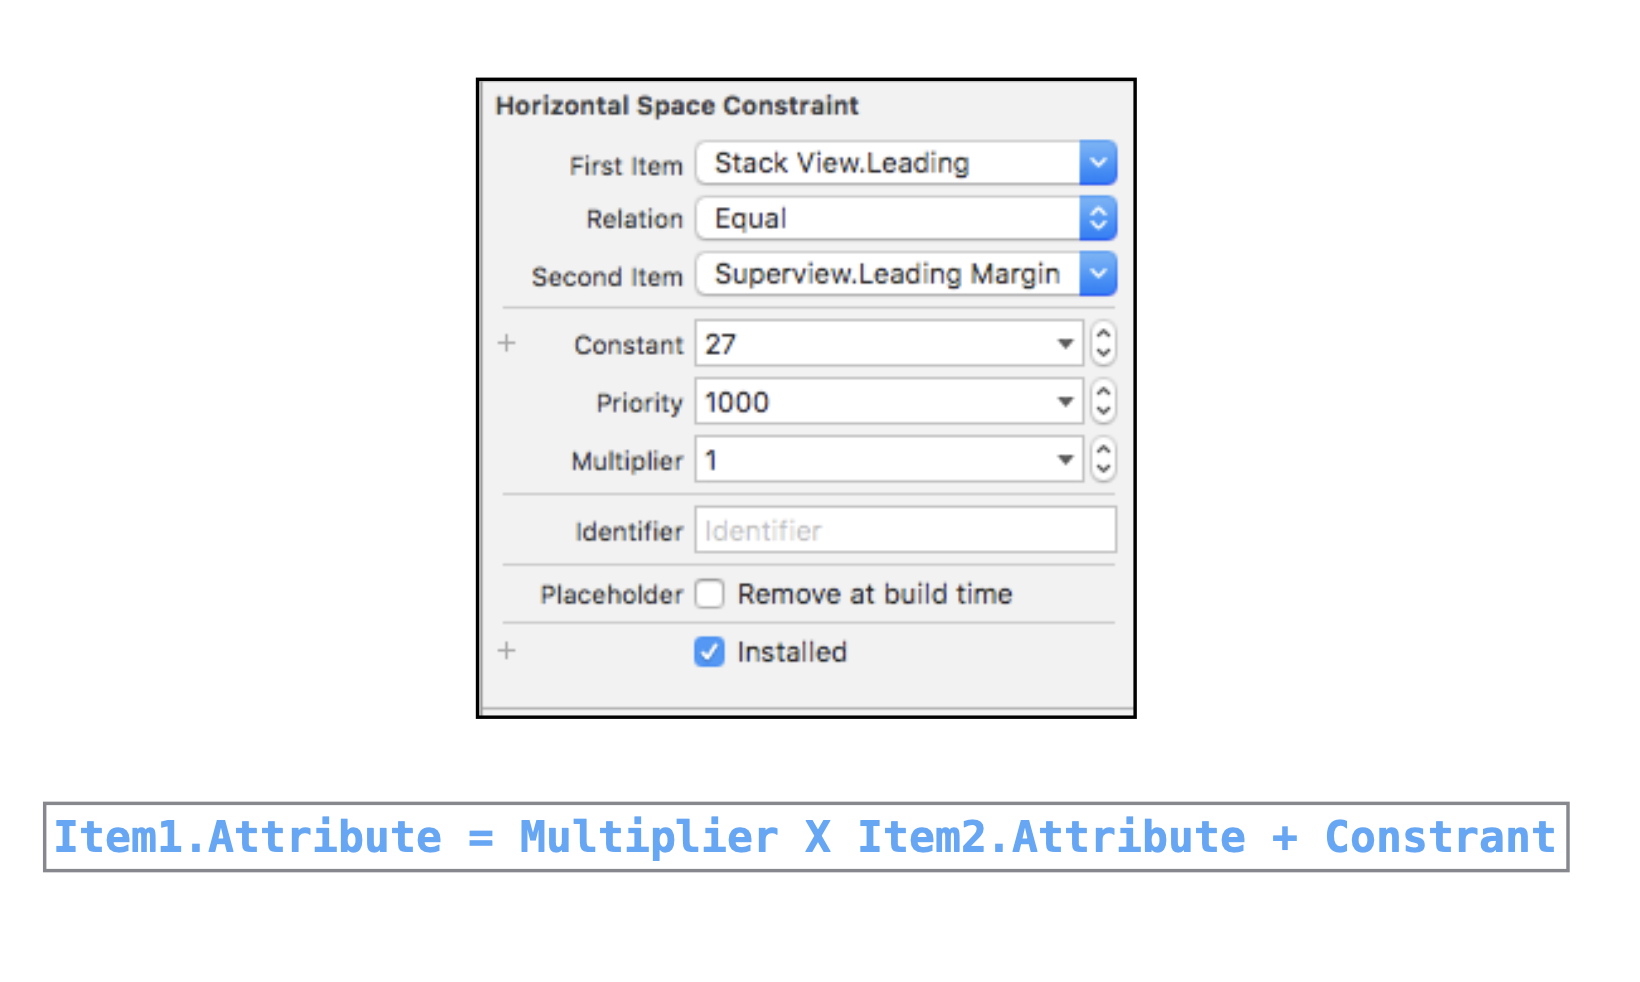 Horizontal Space Constraint
First Item Stack View.Leading
Relation Equal
Second Item Superview.Leading Margin
+ Constant 27
Priority 1000
Multiplier 1
Identifier Identifier
Placeholder Remove at build time
+ Installed
Item1.Attribute = Multiplier X Item2.Attribute + Constrant